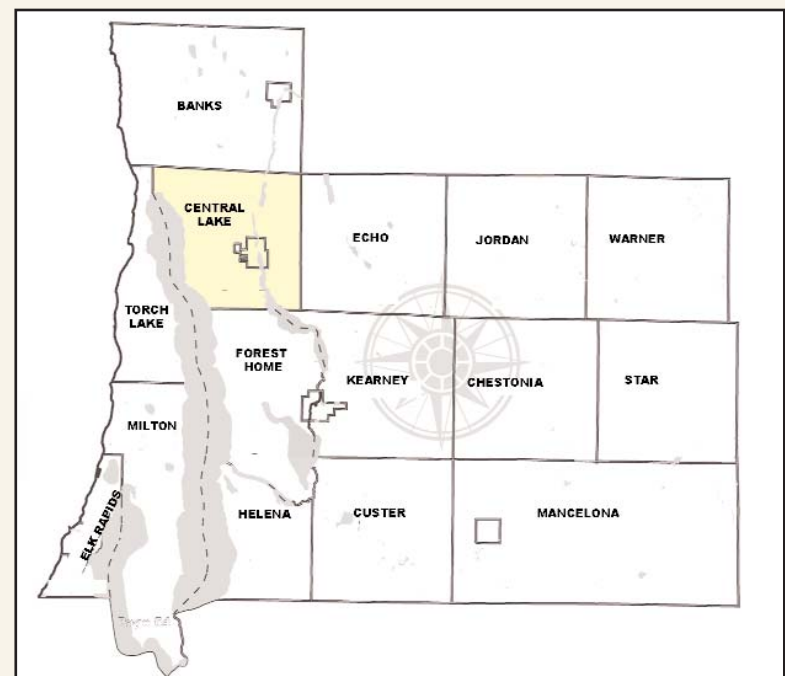 BANKS
CENTRAL
LAKE
ECHO
JORDAN
WARNER
TORCH
LAKE
FOREST
HOME
KEARNEY
CHESTONIA
STAR
MILTON
ELK RAPIDS
HELENA
CUSTER
MANCELONA